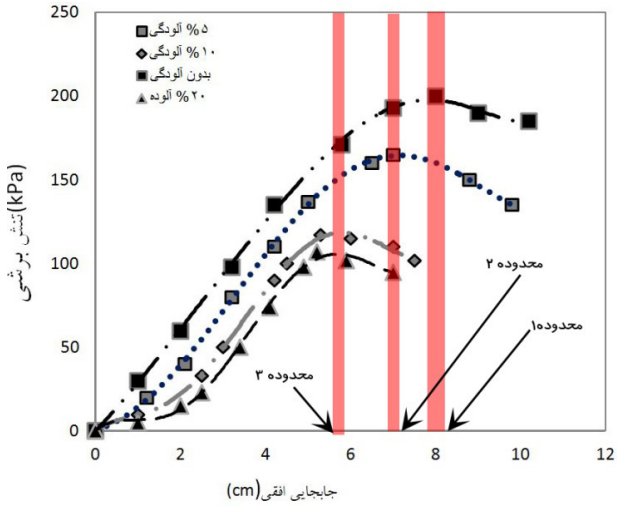 250
200
150
100
50
0
تنش برشی(kPa)
۵ % آلودگی
۱۰ % آلودگی
بدون آلودگی
۲۰ % آلوده
محدوده ۲
محدوده۱
محدوده ۳
0 2 4 6 8 10 12
جابجایی افقی(cm)